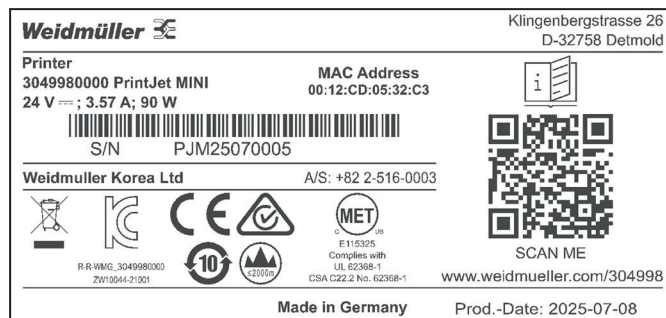 Weidmüller
Klingenbergstrasse 26
D-32758 Detmold
Printer
3049980000 PrintJet MINI
24 V ⎓; 3.57 A; 90 W
MAC Address
00:12:CD:05:32:C3
S/N PJM25070005
Weidmuller Korea Ltd
A/S: +82 2-516-0003
R-R-WMG_3049980000
ZW10044-21001
10
≤2000m
MET
C US
E115325
Complies with
UL 62368-1
CSA C22.2 No. 62368-1
SCAN ME
www.weidmueller.com/304998
Made in Germany
Prod.-Date: 2025-07-08